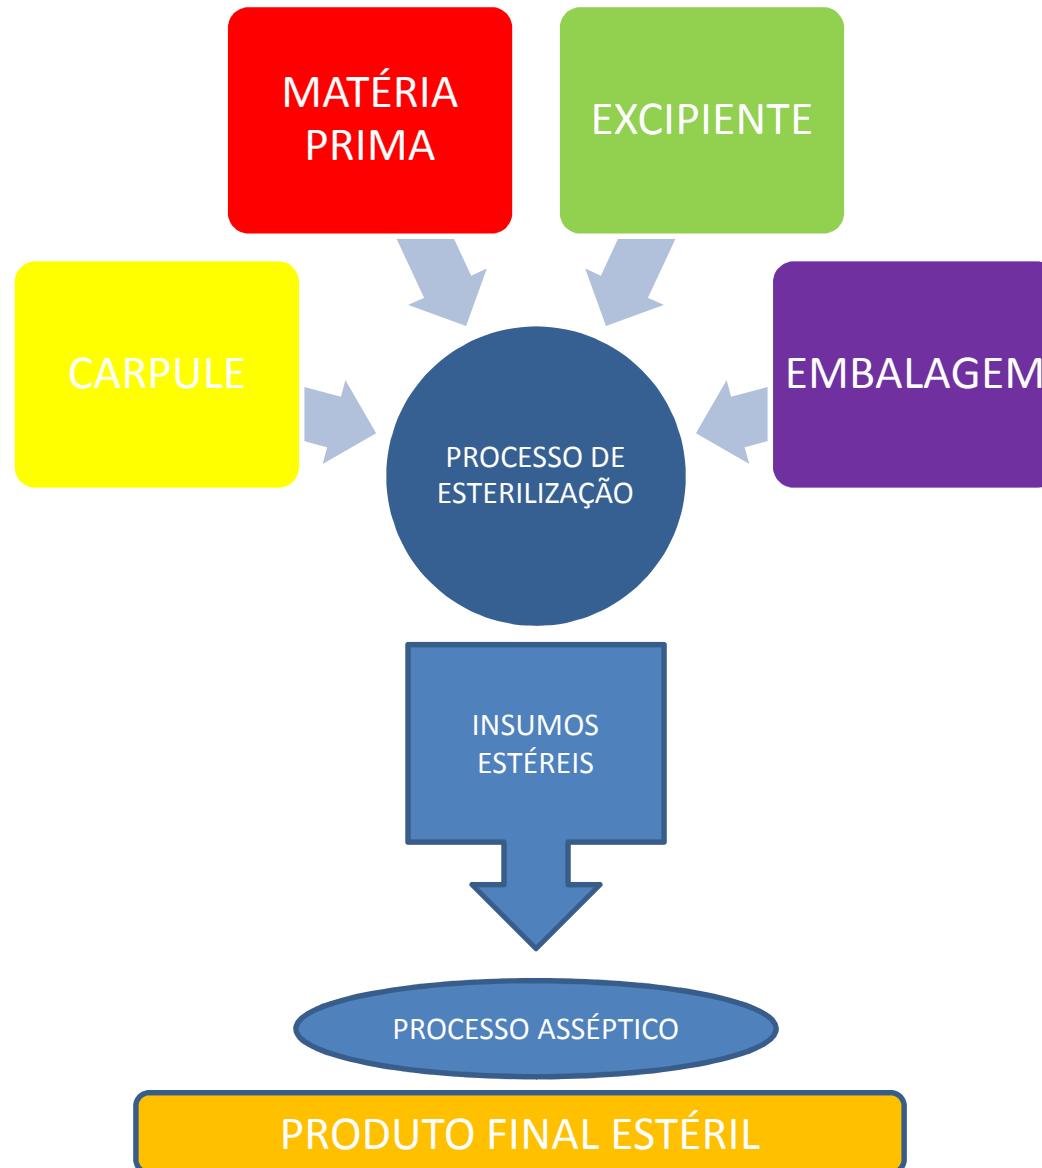 MATÉRIA
PRIMA
EXCIPIENTE
CARPULE
EMBALAGEM
PROCESSO DE
ESTERILIZAÇÃO
INSUMOS
ESTÉREIS
PROCESSO ASSÉPTICO
PRODUTO FINAL ESTÉRIL